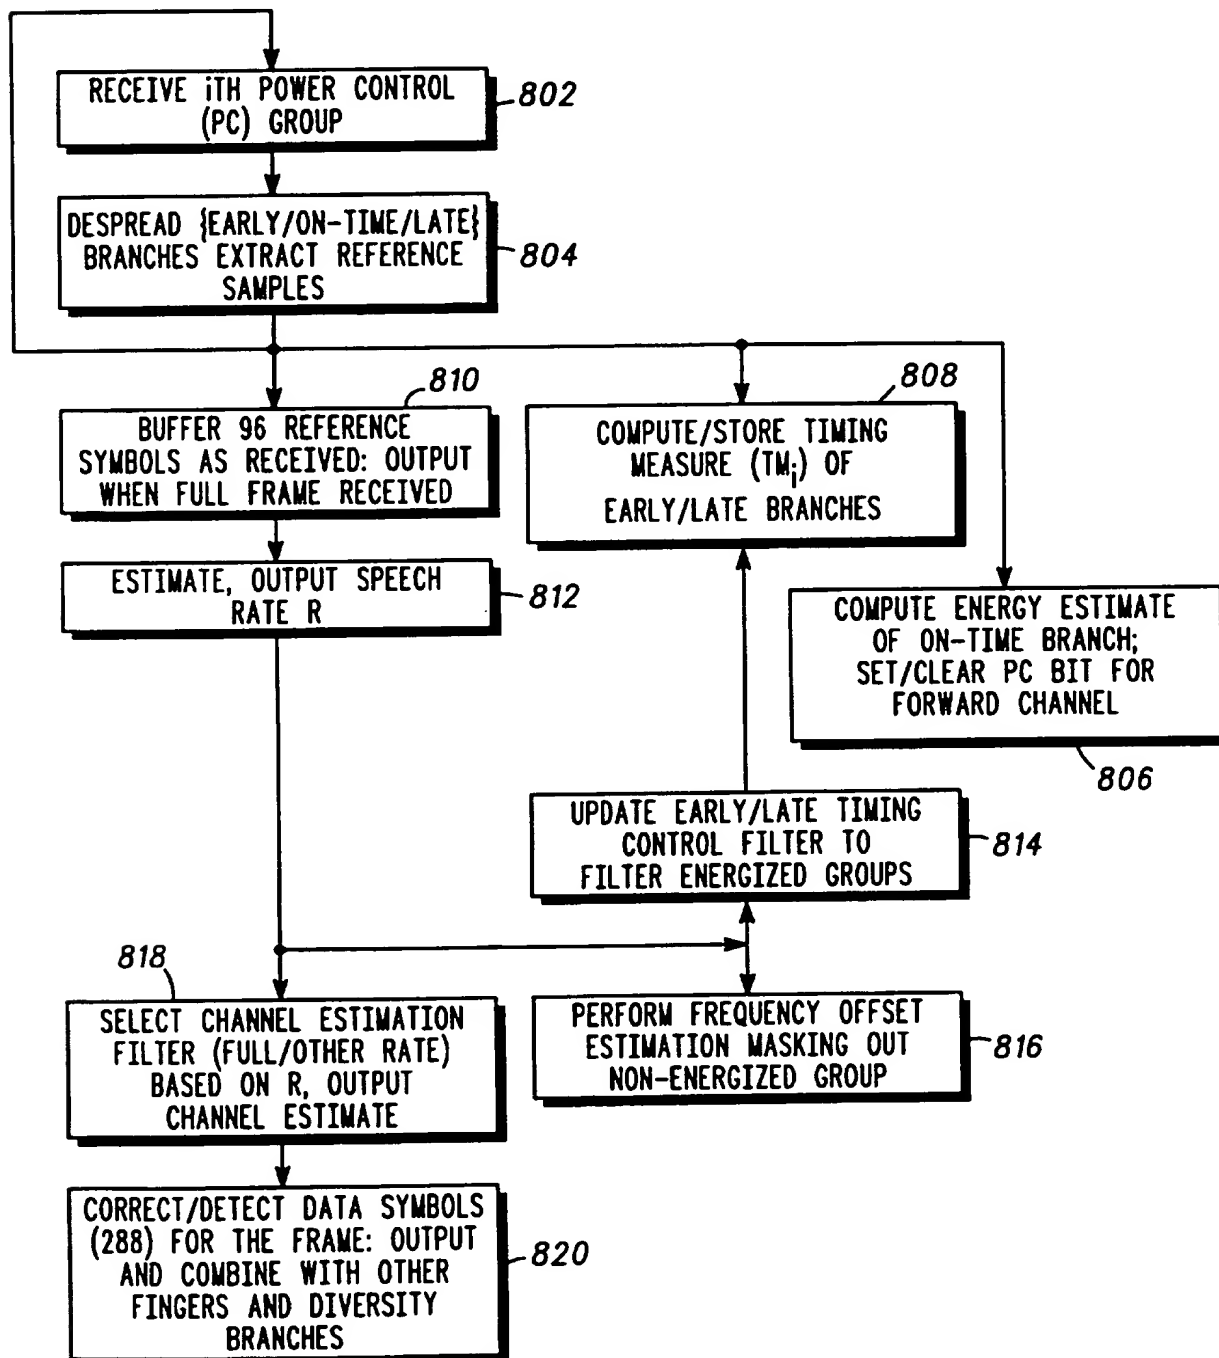 RECEIVE iTH POWER CONTROL
(PC) GROUP
802
DESPREAD {EARLY/ON-TIME/LATE}
BRANCHES EXTRACT REFERENCE
SAMPLES
804
810
BUFFER 96 REFERENCE
SYMBOLS AS RECEIVED: OUTPUT
WHEN FULL FRAME RECEIVED
808
COMPUTE/STORE TIMING
MEASURE (TMi) OF
EARLY/LATE BRANCHES
ESTIMATE, OUTPUT SPEECH
RATE R
812
COMPUTE ENERGY ESTIMATE
OF ON-TIME BRANCH;
SET/CLEAR PC BIT FOR
FORWARD CHANNEL
806
UPDATE EARLY/LATE TIMING
CONTROL FILTER TO
FILTER ENERGIZED GROUPS
814
818
SELECT CHANNEL ESTIMATION
FILTER (FULL/OTHER RATE)
BASED ON R, OUTPUT
CHANNEL ESTIMATE
PERFORM FREQUENCY OFFSET
ESTIMATION MASKING OUT
NON-ENERGIZED GROUP
816
CORRECT/DETECT DATA SYMBOLS
(288) FOR THE FRAME: OUTPUT
AND COMBINE WITH OTHER
FINGERS AND DIVERSITY
BRANCHES
820